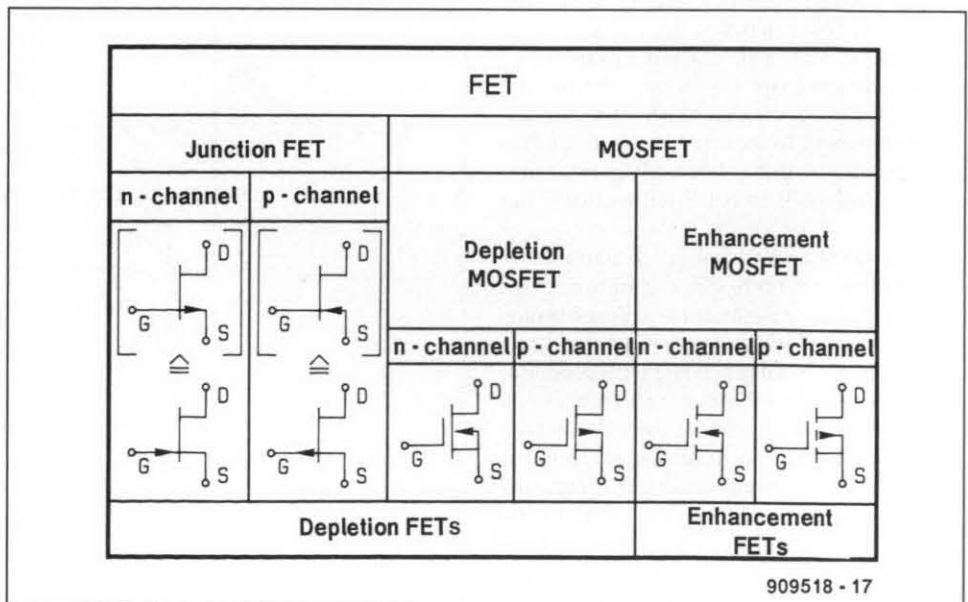 FET
Junction FET
MOSFET
n - channel
p - channel
Depletion
MOSFET
Enhancement
MOSFET
n - channel
p - channel
n - channel
p - channel
D
G
S
≙
D
G
S
D
G
S
≙
D
G
S
D
G
S
D
G
S
D
G
S
D
G
S
Depletion FETs
Enhancement
FETs
909518 - 17